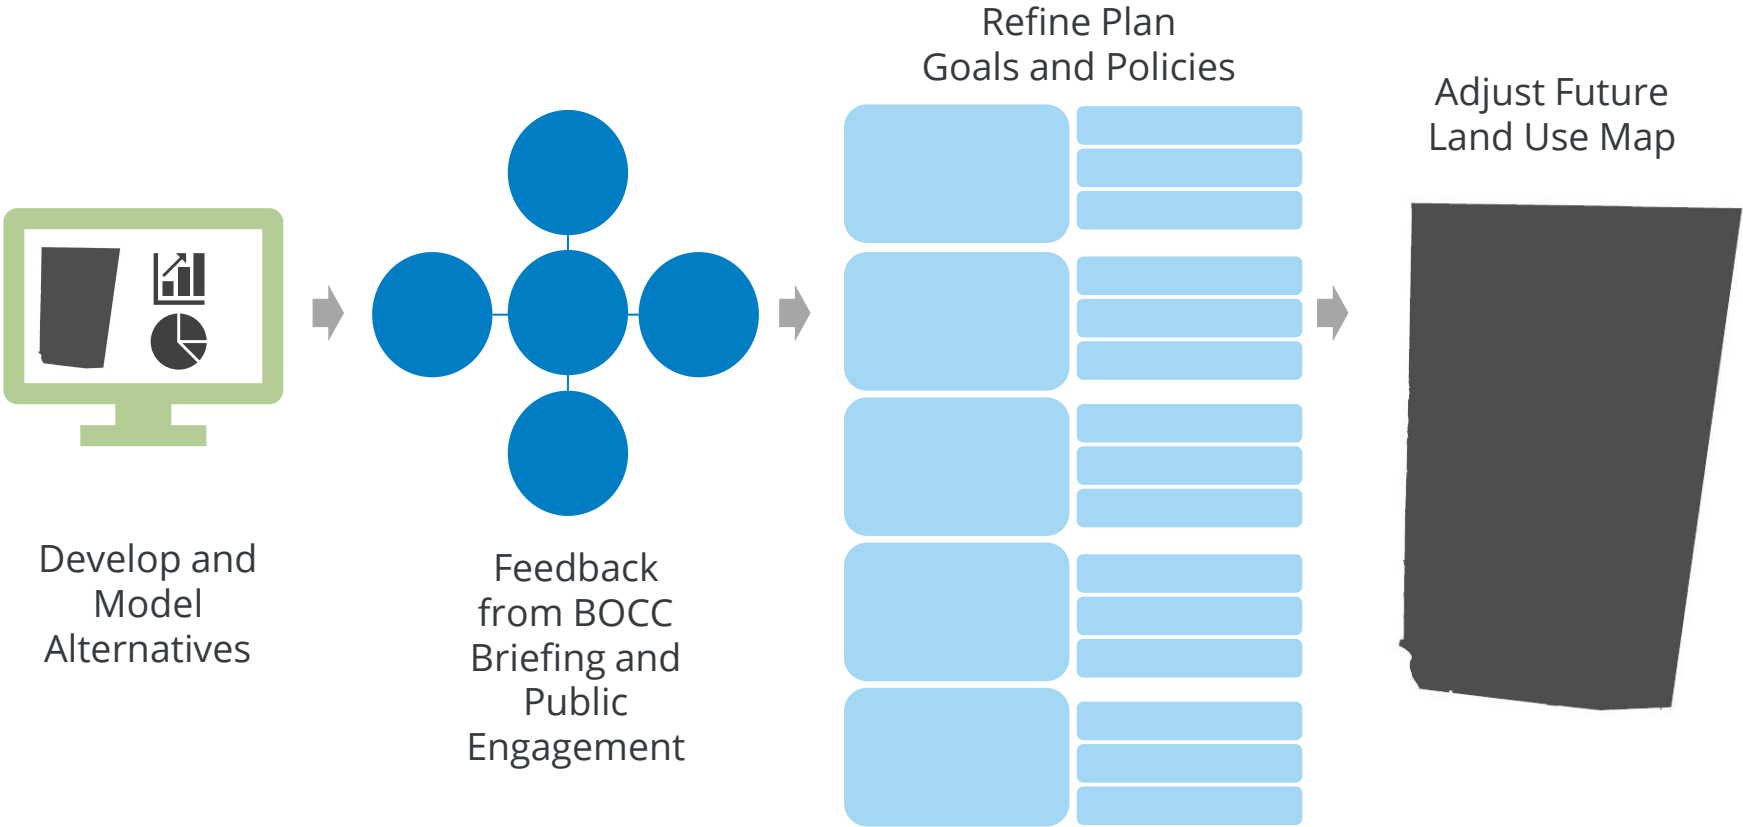 Develop and
Model
Alternatives
Feedback
from BOCC
Briefing and
Public
Engagement
Refine Plan
Goals and Policies
Adjust Future
Land Use Map